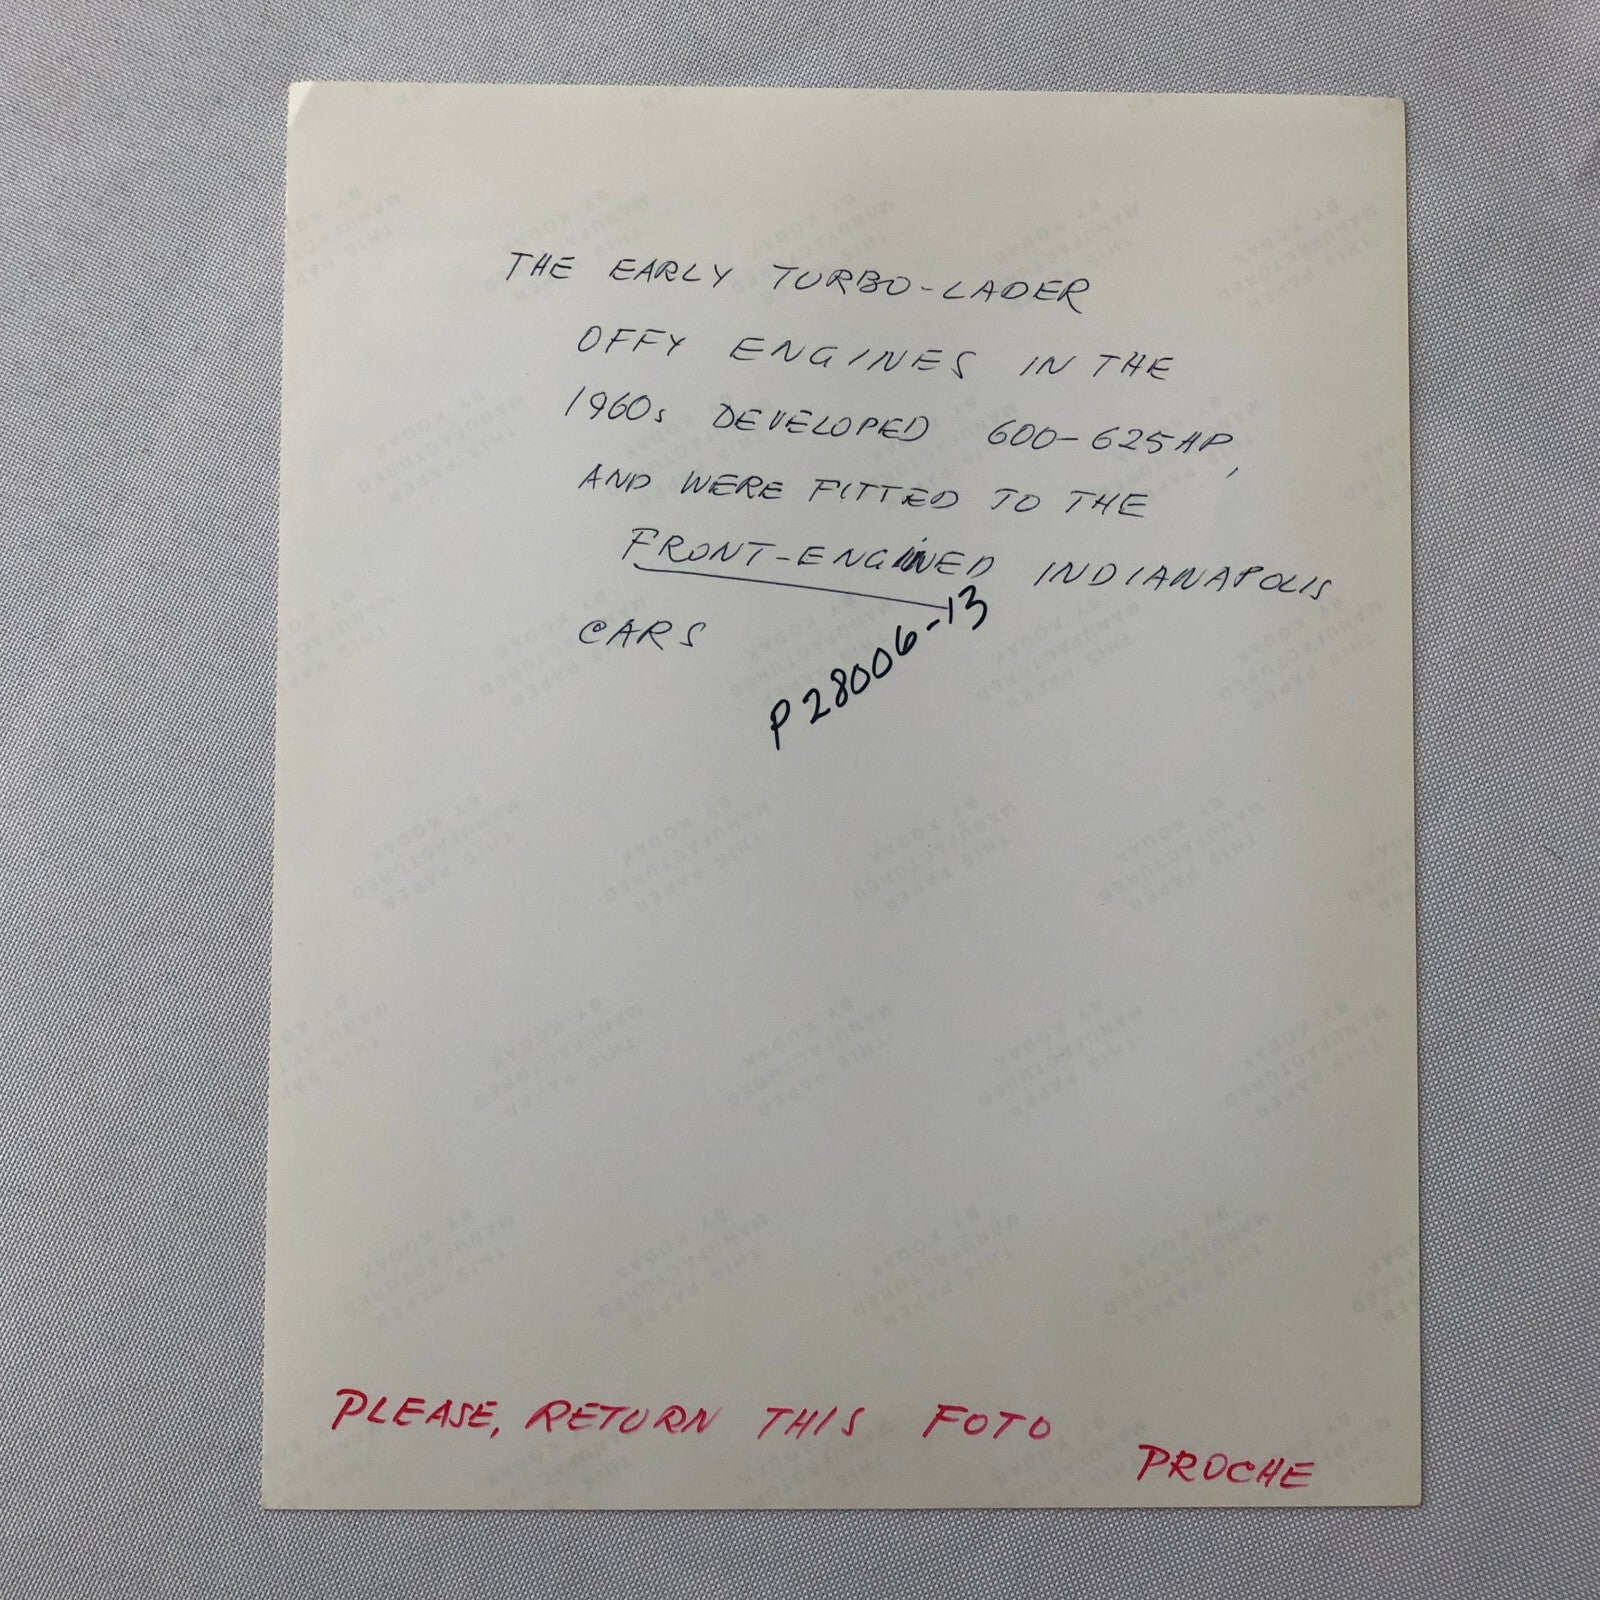 THE EARLY TURBO-LADER
OFFY ENGINES IN THE
1960s DEVELOPED 600-625HP,
AND WERE FITTED TO THE
FRONT-ENGINED INDIANAPOLIS
CARS
P28006-13
PLEASE, RETURN THIS FOTO
PROCHE